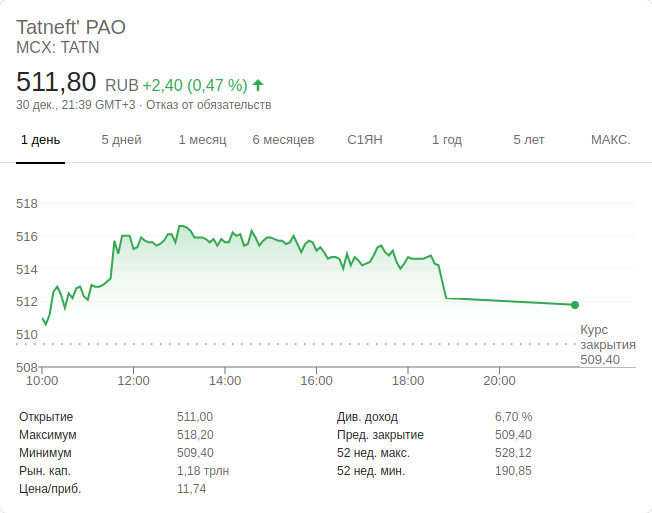 Tatneft' PAO
MCX: TATN
511,80 RUB +2,40 (0,47 %)
30 дек., 21:39 GMT+3 · Отказ от обязательств
1 день 5 дней 1 месяц 6 месяцев С1ЯН 1 год 5 лет МАКС.
518
516
514
512
510
508
Курс
закрытия
509,40
10:00 12:00 14:00 16:00 18:00 20:00
Открытие 511,00 Див. доход 6,70 %
Максимум 518,20 Пред. закрытие 509,40
Минимум 509,40 52 нед. макс. 528,12
Рын. кап. 1,18 трлн 52 нед. мин. 190,85
Цена/приб. 11,74